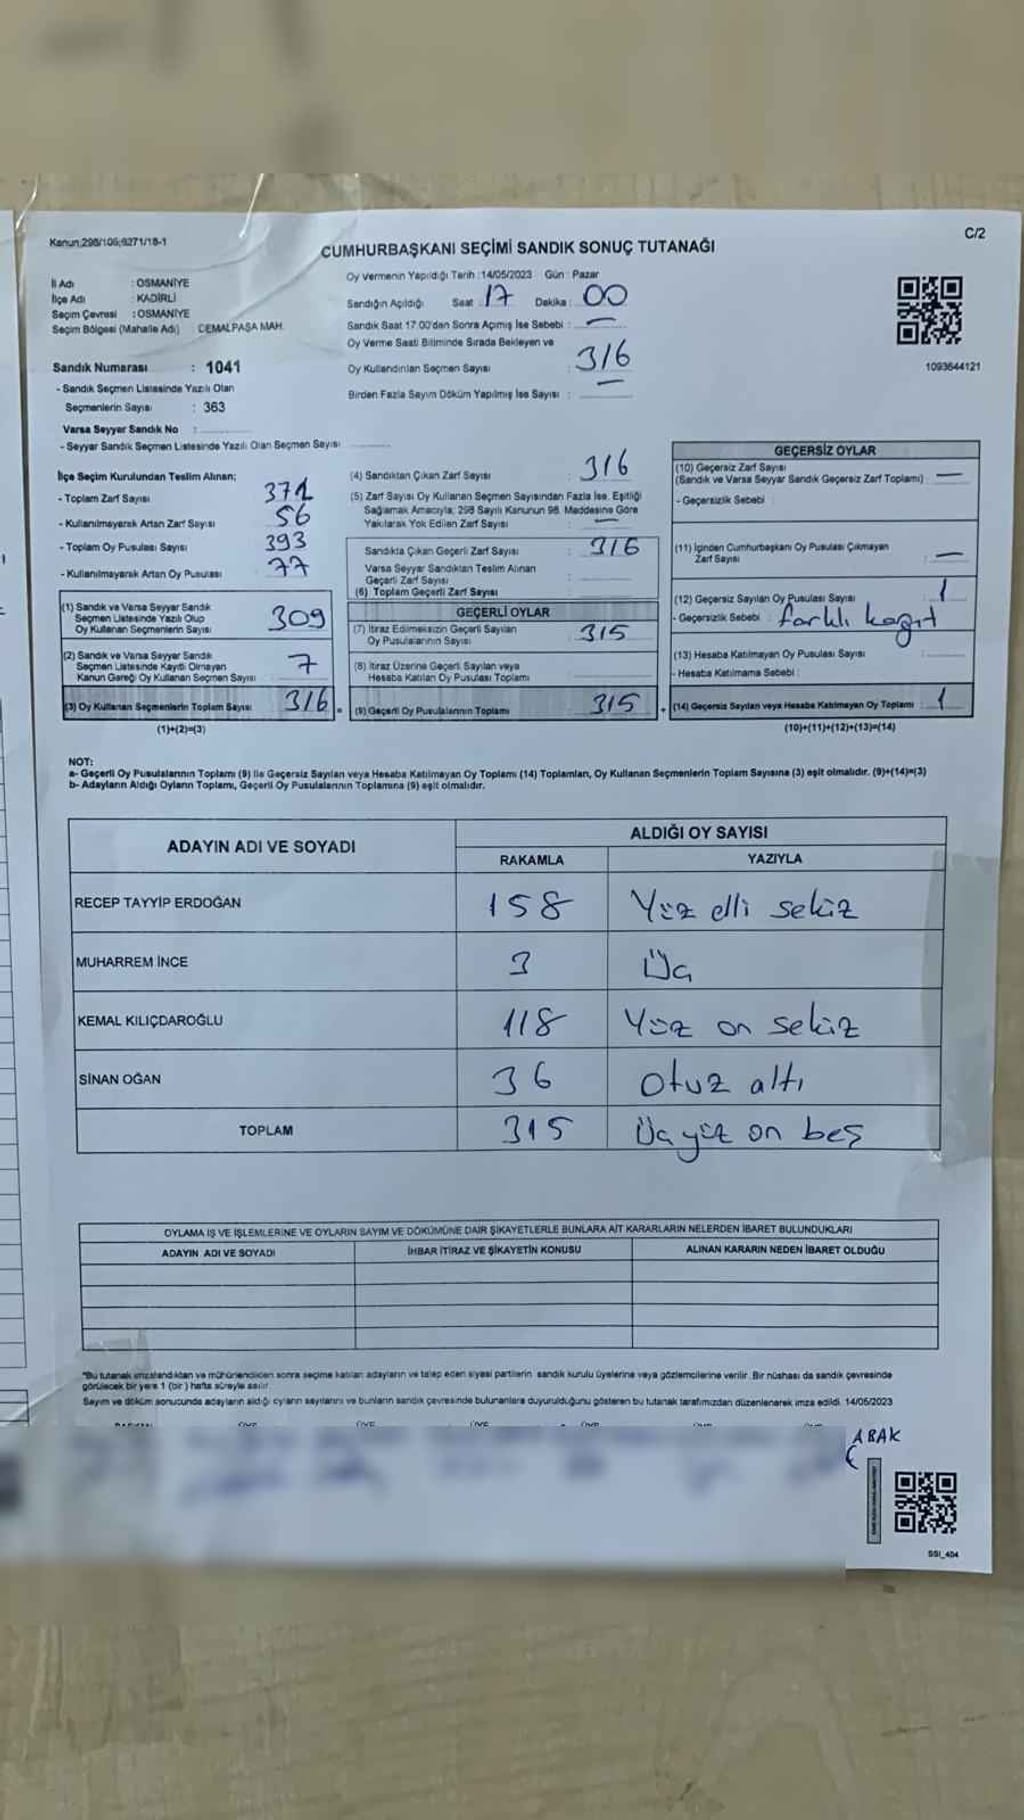 Kanun:298/106;6271/18-1
C/2
CUMHURBAŞKANI SEÇİMİ SANDIK SONUÇ TUTANAĞI
İl Adı : OSMANİYE
İlçe Adı : KADİRLİ
Seçim Çevresi : OSMANİYE
Seçim Bölgesi (Mahalle Adı) : CEMALPAŞA MAH.
Oy Vermenin Yapıldığı Tarih :14/05/2023 Gün : Pazar
Sandığın Açıldığı Saat : 17 Dakika : 00
Sandık Saat 17.00'den Sonra Açımış İse Sebebi : —
Oy Verme Saati Bitiminde Sırada Bekleyen ve
Oy Kullandırılan Seçmen Sayısı : 316
Birden Fazla Sayım Döküm Yapılmış İse Sayısı : —
1093644121
Sandık Numarası : 1041
- Sandık Seçmen Listesinde Yazılı Olan
Seçmenlerin Sayısı : 363
Varsa Seyyar Sandık No :
- Seyyar Sandık Seçmen Listesinde Yazılı Olan Seçmen Sayısı
İlçe Seçim Kurulundan Teslim Alınan;
- Toplam Zarf Sayısı 372
- Kullanılmayarak Artan Zarf Sayısı 56
- Toplam Oy Pusulası Sayısı 393
- Kullanılmayarak Artan Oy Pusulası 77
(1) Sandık ve Varsa Seyyar Sandık
Seçmen Listesinde Yazılı Olup
Oy Kullanan Seçmenlerin Sayısı 309
(2) Sandık ve Varsa Seyyar Sandık
Seçmen Listesinde Kayıtlı Olmayan
Kanun Gereği Oy Kullanan Seçmen Sayısı 7
(3) Oy Kullanan Seçmenlerin Toplam Sayısı 316
(1)+(2)=(3)
(4) Sandıktan Çıkan Zarf Sayısı : 316
(5) Zarf Sayısı Oy Kullanan Seçmen Sayısından Fazla İse, Eşitliği
Sağlamak Amacıyla; 298 Sayılı Kanunun 98. Maddesine Göre
Yakılarak Yok Edilen Zarf Sayısı : —
Sandıkta Çıkan Geçerli Zarf Sayısı : 316
Varsa Seyyar Sandıktan Teslim Alınan
Geçerli Zarf Sayısı :
(6) Toplam Geçerli Zarf Sayısı :
GEÇERLİ OYLAR
(7) İtiraz Edilmeksizin Geçerli Sayılan
Oy Pusulalarının Sayısı : 315
(8) İtiraz Üzerine Geçerli Sayılan veya
Hesaba Katılan Oy Pusulası Toplamı :
(9) Geçerli Oy Pusulalarının Toplamı : 315
GEÇERSİZ OYLAR
(10) Geçersiz Zarf Sayısı
(Sandık ve Varsa Seyyar Sandık Geçersiz Zarf Toplamı) : —
- Geçersizlik Sebebi :
(11) İçinden Cumhurbaşkanı Oy Pusulası Çıkmayan
Zarf Sayısı : —
(12) Geçersiz Sayılan Oy Pusulası Sayısı : 1
- Geçersizlik Sebebi : farklı kağıt
(13) Hesaba Katılmayan Oy Pusulası Sayısı :
- Hesaba Katılmama Sebebi :
(14) Geçersiz Sayılan veya Hesaba Katılmayan Oy Toplamı : 1
(10)+(11)+(12)+(13)=(14)
NOT:
a- Geçerli Oy Pusulalarının Toplamı (9) ile Geçersiz Sayılan veya Hesaba Katılmayan Oy Toplamı (14) Toplamları, Oy Kullanan Seçmenlerin Toplam Sayısına (3) eşit olmalıdır. (9)+(14)=(3)
b- Adayların Aldığı Oyların Toplamı, Geçerli Oy Pusulalarının Toplamına (9) eşit olmalıdır.
ADAYIN ADI VE SOYADI
ALDIĞI OY SAYISI
RAKAMLA YAZIYLA
RECEP TAYYİP ERDOĞAN 158 Yüz elli sekiz
MUHARREM İNCE 3 Üç
KEMAL KILIÇDAROĞLU 118 Yüz on sekiz
SİNAN OĞAN 36 Otuz altı
TOPLAM 315 Üç yüz on beş
OYLAMA İŞ VE İŞLEMLERİNE VE OYLARIN SAYIM VE DÖKÜMÜNE DAİR ŞİKAYETLERLE BUNLARA AİT KARARLARIN NELERDEN İBARET BULUNDUKLARI
ADAYIN ADI VE SOYADI İHBAR İTİRAZ VE ŞİKAYETİN KONUSU ALINAN KARARIN NEDEN İBARET OLDUĞU
*Bu tutanak imzalandıktan ve mühürlendikten sonra seçime katılan adayların ve talep eden siyasi partilerin sandık kurulu üyelerine veya gözlemcilerine verilir. Bir nüshası da sandık çevresinde
görülecek bir yere 1 (bir) hafta süreyle asılır.
Sayım ve döküm sonucunda adayların aldığı oyların sayılarını ve bunların sandık çevresinde bulunanlara duyurulduğunu gösteren bu tutanak tarafımızdan düzenlenerek imza edildi. 14/05/2023
SSI_404